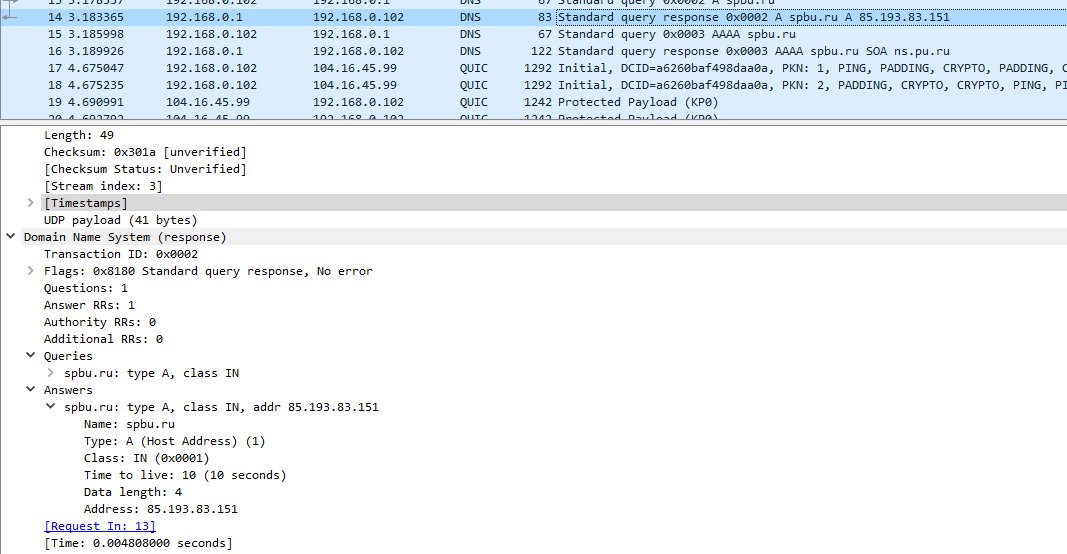 13 3.178557 192.168.0.102 192.168.0.1 DNS 67 Standard query 0x0002 A spbu.ru
14 3.183365 192.168.0.1 192.168.0.102 DNS 83 Standard query response 0x0002 A spbu.ru A 85.193.83.151
15 3.185998 192.168.0.102 192.168.0.1 DNS 67 Standard query 0x0003 AAAA spbu.ru
16 3.189926 192.168.0.1 192.168.0.102 DNS 122 Standard query response 0x0003 AAAA spbu.ru SOA ns.pu.ru
17 4.675047 192.168.0.102 104.16.45.99 QUIC 1292 Initial, DCID=a6260baf498daa0a, PKN: 1, PING, PADDING, CRYPTO, PADDING, C
18 4.675235 192.168.0.102 104.16.45.99 QUIC 1292 Initial, DCID=a6260baf498daa0a, PKN: 2, PADDING, CRYPTO, CRYPTO, PING, PI
19 4.690991 104.16.45.99 192.168.0.102 QUIC 1242 Protected Payload (KP0)
20 4.692792 104.16.45.99 192.168.0.102 QUIC 1242 Protected Payload (KP0)
Length: 49
Checksum: 0x301a [unverified]
[Checksum Status: Unverified]
[Stream index: 3]
[Timestamps]
UDP payload (41 bytes)
Domain Name System (response)
Transaction ID: 0x0002
Flags: 0x8180 Standard query response, No error
Questions: 1
Answer RRs: 1
Authority RRs: 0
Additional RRs: 0
Queries
spbu.ru: type A, class IN
Answers
spbu.ru: type A, class IN, addr 85.193.83.151
Name: spbu.ru
Type: A (Host Address) (1)
Class: IN (0x0001)
Time to live: 10 (10 seconds)
Data length: 4
Address: 85.193.83.151
[Request In: 13]
[Time: 0.004808000 seconds]